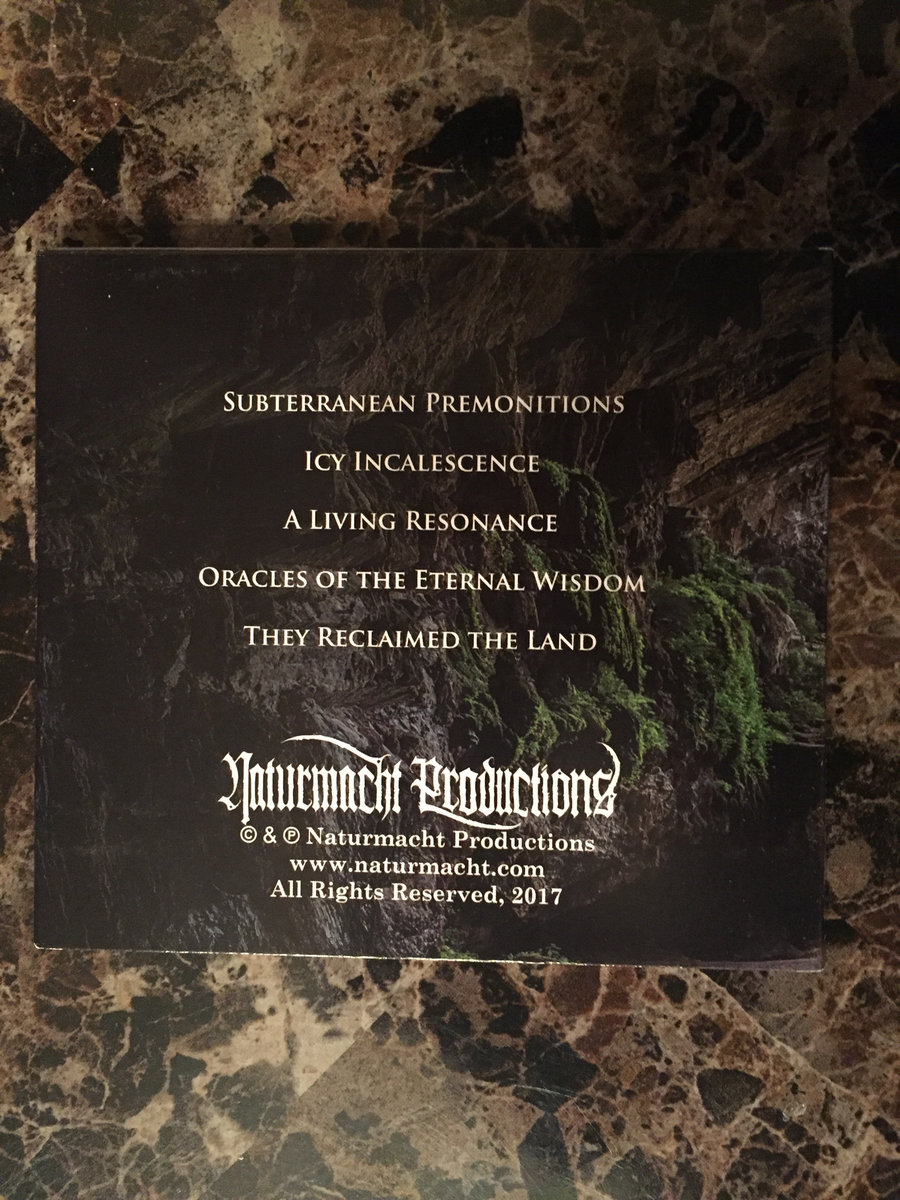 Subterranean Premonitions
Icy Incalescence
A Living Resonance
Oracles of the Eternal Wisdom
They Reclaimed the Land
Naturmacht Productions
© & ℗ Naturmacht Productions
www.naturmacht.com
All Rights Reserved, 2017